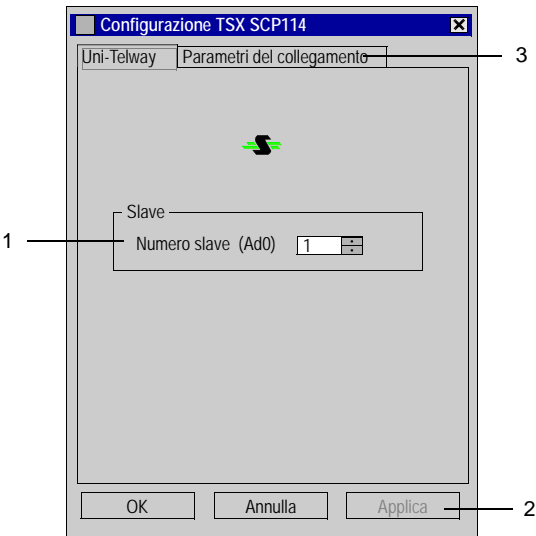 Configurazione TSX SCP114
Uni-Telway Parametri del collegamento
3
S
Slave
1
Numero slave (Ad0) 1
OK Annulla Applica
2